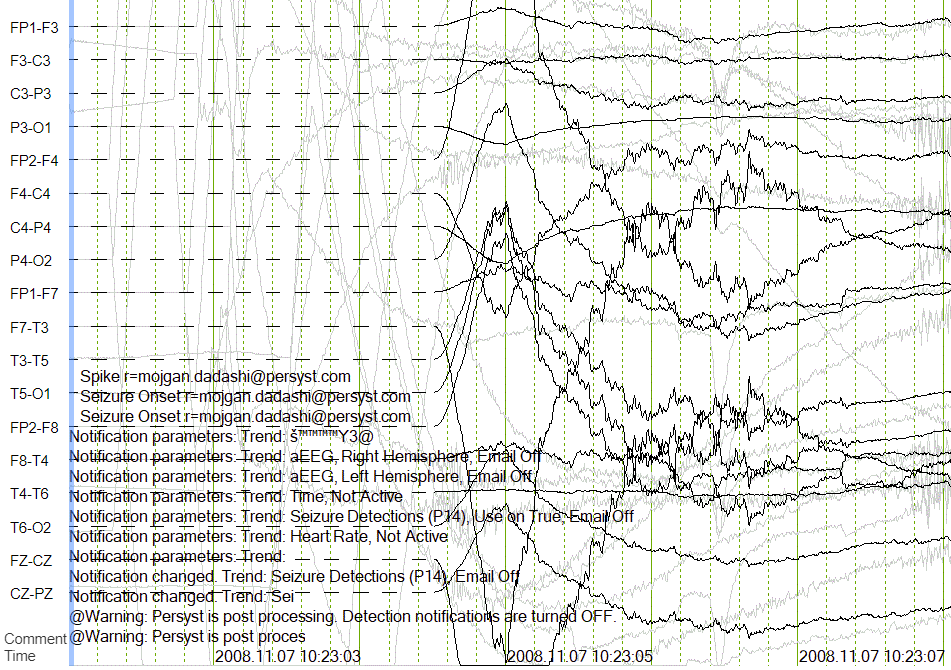 FP1-F3
F3-C3
C3-P3
P3-O1
FP2-F4
F4-C4
C4-P4
P4-O2
FP1-F7
F7-T3
T3-T5
T5-O1
FP2-F8
F8-T4
T4-T6
T6-O2
FZ-CZ
CZ-PZ
Spike r=mojgan.dadashi@persyst.com
Seizure Onset r=mojgan.dadashi@persyst.com
Seizure Onset r=mojgan.dadashi@persyst.com
Notification parameters: Trend: š™™™™Y3@
Notification parameters: Trend: aEEG, Right Hemisphere, Email Off
Notification parameters: Trend: aEEG, Left Hemisphere, Email Off
Notification parameters: Trend: Time, Not Active
Notification parameters: Trend: Seizure Detections (P14), Use on True, Email Off
Notification parameters: Trend: Heart Rate, Not Active
Notification parameters: Trend:
Notification changed. Trend: Seizure Detections (P14), Email Off
Notification changed. Trend: Sei
@Warning: Persyst is post processing. Detection notifications are turned OFF.
Comment @Warning: Persyst is post proces
Time 2008.11.07 10:23:03 2008.11.07 10:23:05 2008.11.07 10:23:07